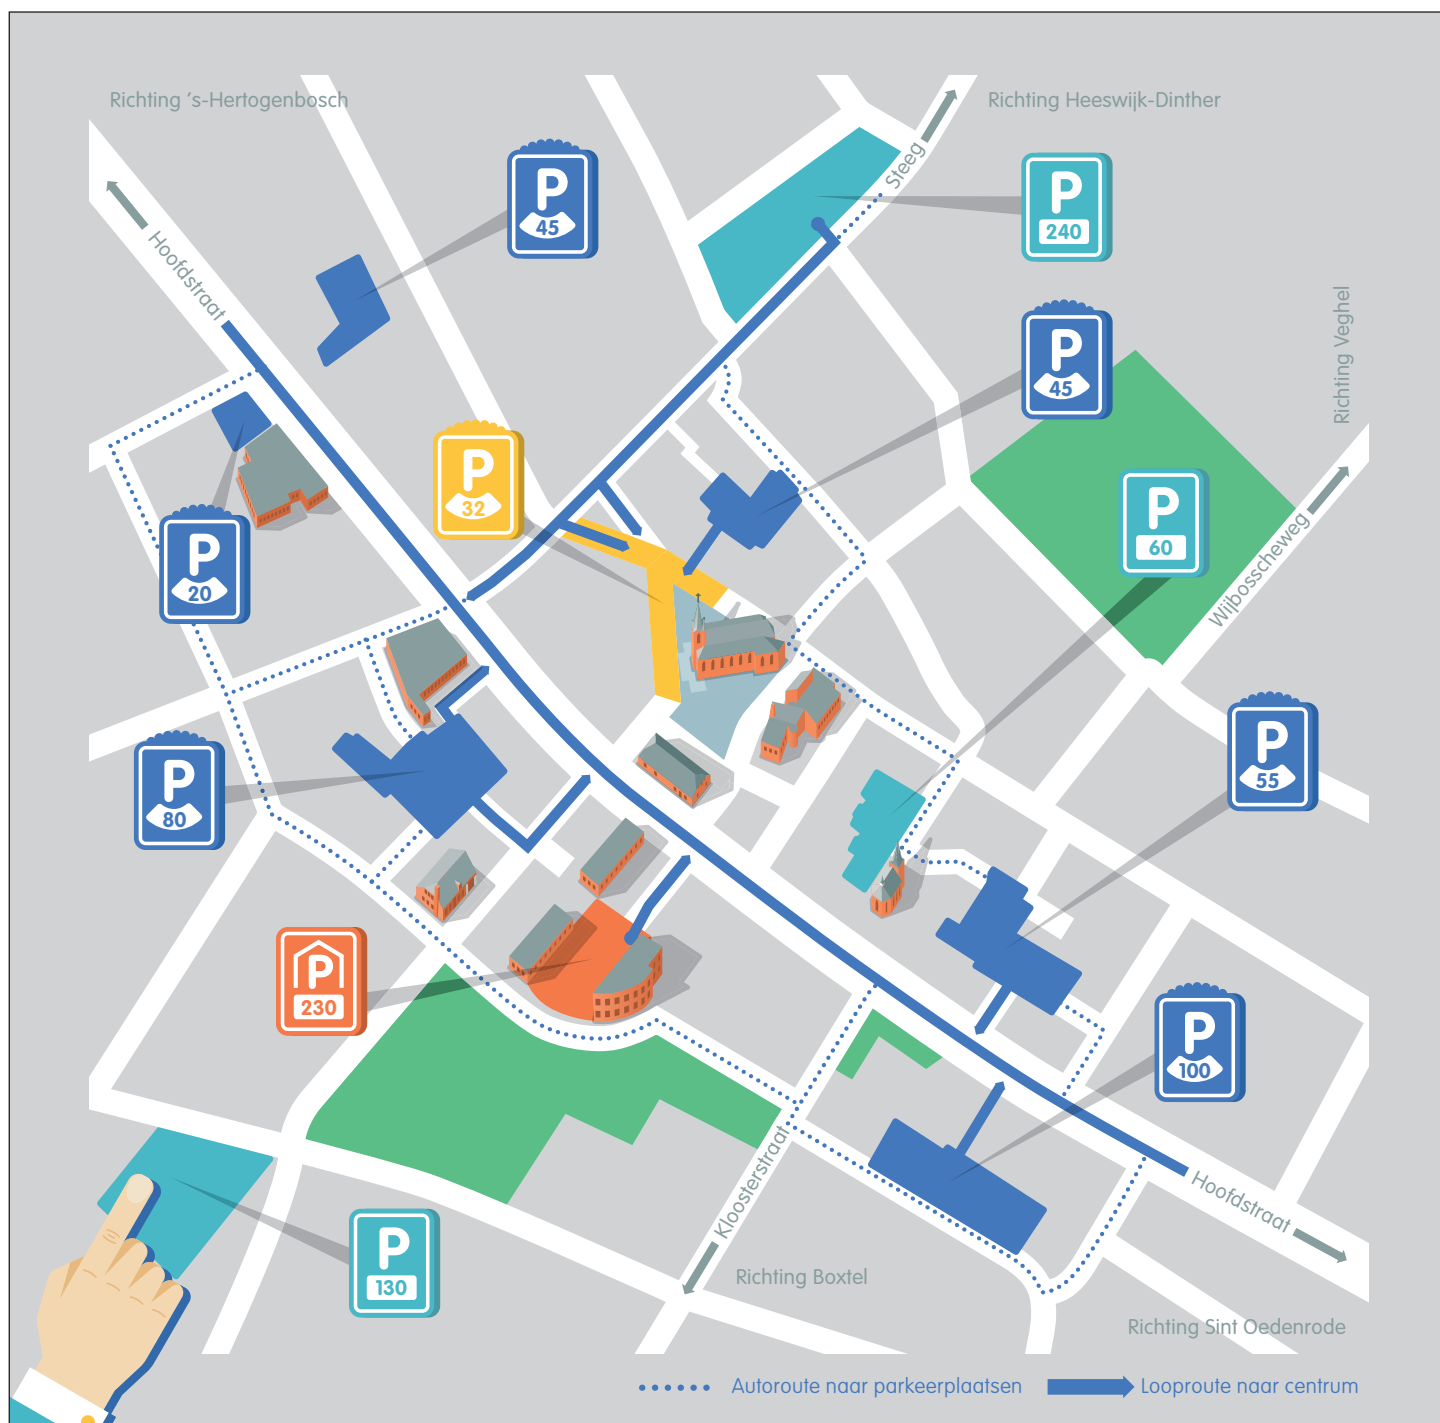 Richting ‘s-Hertogenbosch
Richting Heeswijk-Dinther
Steeg
P
45
P
240
Hoofdstraat
Richting Veghel
P
45
P
32
P
60
Wijbosscheweg
P
20
P
55
P
80
P
230
P
100
Kloosterstraat
Hoofdstraat
P
130
Richting Boxtel
Richting Sint Oedenrode
Autoroute naar parkeerplaatsen
Looproute naar centrum